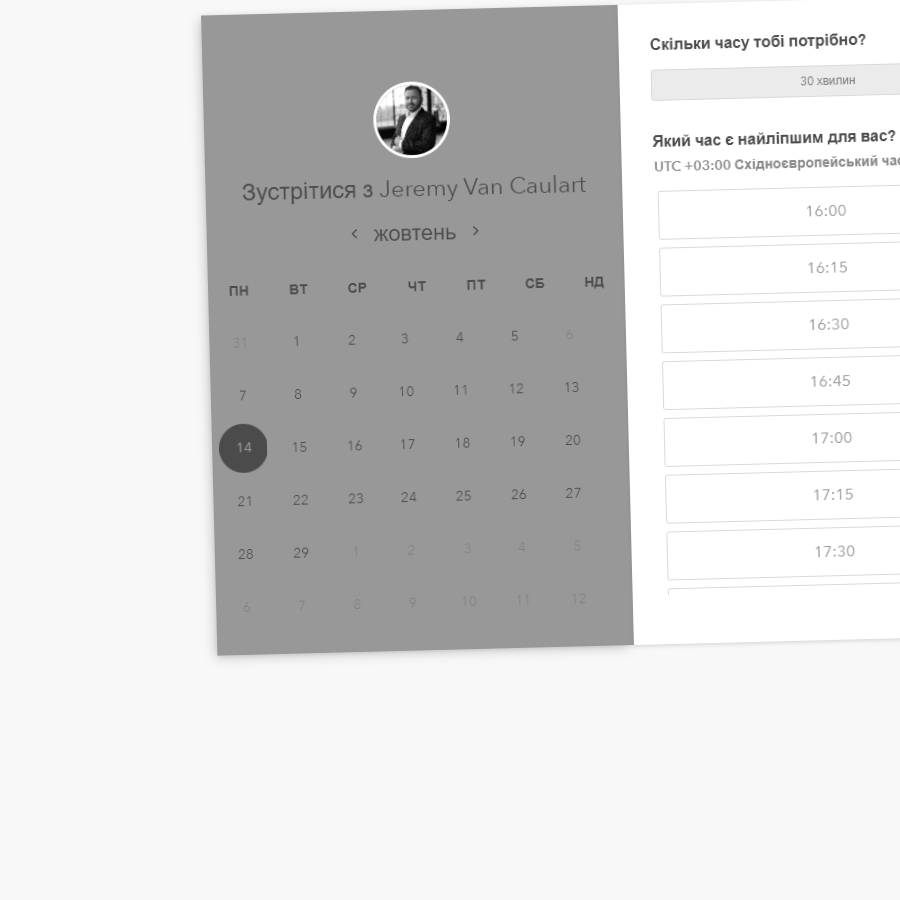 Зустрітися з Jeremy Van Caulart
‹ жовтень ›
ПН ВТ СР ЧТ ПТ СБ НД
31 1 2 3 4 5 6
7 8 9 10 11 12 13
14 15 16 17 18 19 20
21 22 23 24 25 26 27
28 29 1 2 3 4 5
6 7 8 9 10 11 12
Скільки часу тобі потрібно?
30 хвилин
Який час є найліпшим для вас?
UTC +03:00 Східноєвропейський
16:00
16:15
16:30
16:45
17:00
17:15
17:30